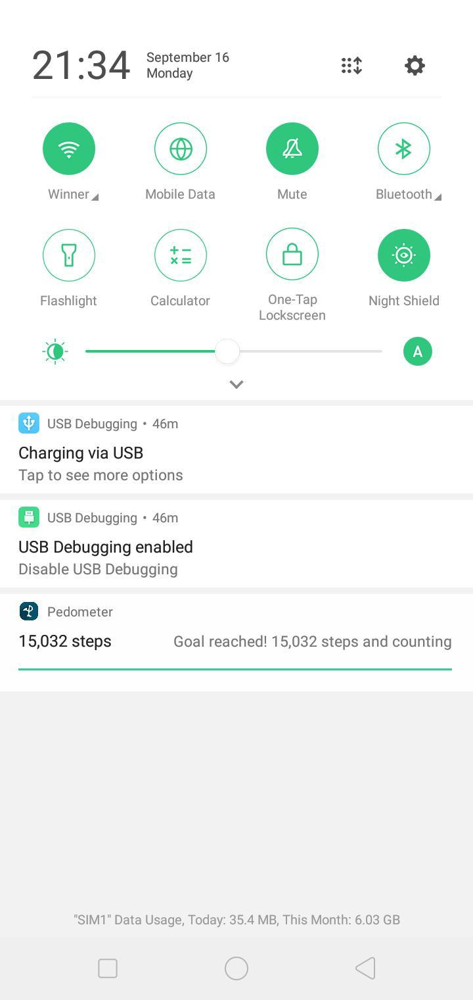 21:34
September 16
Monday
Winner
Mobile Data
Mute
Bluetooth
Flashlight
Calculator
One-Tap
Lockscreen
Night Shield
A
USB Debugging • 46m
Charging via USB
Tap to see more options
USB Debugging • 46m
USB Debugging enabled
Disable USB Debugging
Pedometer
15,032 steps Goal reached! 15,032 steps and counting
"SIM1" Data Usage, Today: 35.4 MB, This Month: 6.03 GB